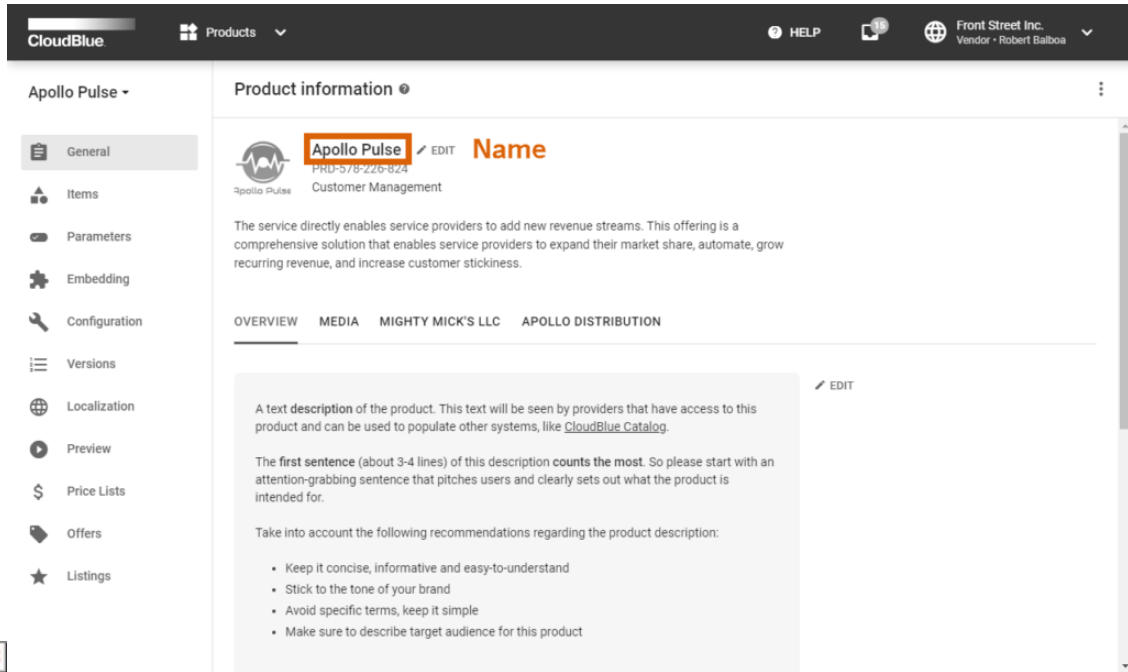 CloudBlue.
Products
HELP
15
Front Street Inc.
Vendor • Robert Balboa
Apollo Pulse
General
Items
Parameters
Embedding
Configuration
Versions
Localization
Preview
Price Lists
Offers
Listings
Product information
Apollo Pulse
Apollo Pulse
EDIT
Name
PRD-578-226-824
Customer Management
The service directly enables service providers to add new revenue streams. This offering is a
comprehensive solution that enables service providers to expand their market share, automate, grow
recurring revenue, and increase customer stickiness.
OVERVIEW
MEDIA
MIGHTY MICK'S LLC
APOLLO DISTRIBUTION
EDIT
A text description of the product. This text will be seen by providers that have access to this
product and can be used to populate other systems, like CloudBlue Catalog.
The first sentence (about 3-4 lines) of this description counts the most. So please start with an
attention-grabbing sentence that pitches users and clearly sets out what the product is
intended for.
Take into account the following recommendations regarding the product description:
• Keep it concise, informative and easy-to-understand
• Stick to the tone of your brand
• Avoid specific terms, keep it simple
• Make sure to describe target audience for this product